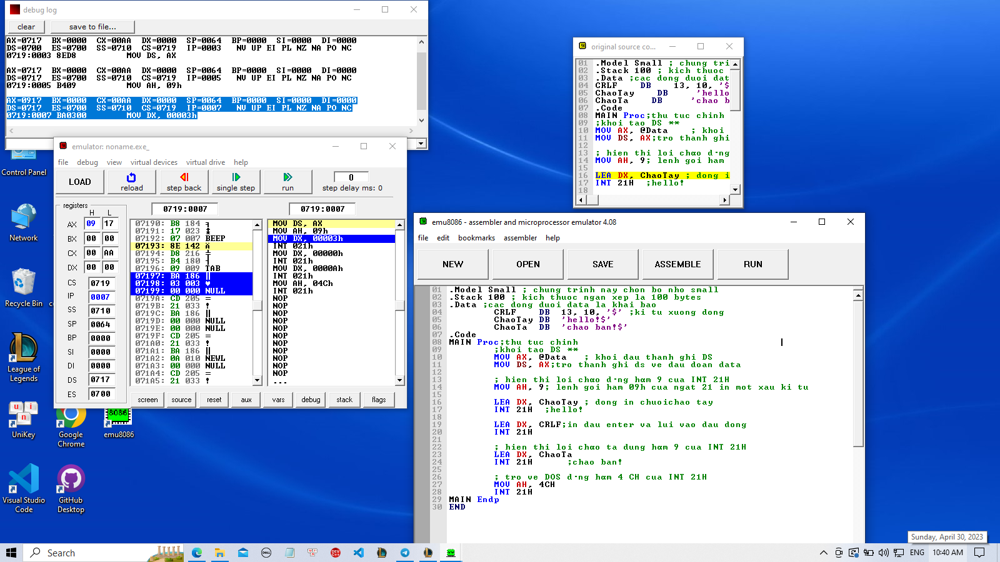 debug log
clear save to file...
AX=0717 BX=0000 CX=00AA DX=0000 SP=0064 BP=0000 SI=0000 DI=0000
DS=0700 ES=0700 SS=0710 CS=0719 IP=0003 NV UP EI PL NZ NA PO NC
0719:0003 8ED8 MOV DS, AX
AX=0717 BX=0000 CX=00AA DX=0000 SP=0064 BP=0000 SI=0000 DI=0000
DS=0717 ES=0700 SS=0710 CS=0719 IP=0005 NV UP EI PL NZ NA PO NC
0719:0005 B409 MOV AH, 09h
AX=0917 BX=0000 CX=00AA DX=0000 SP=0064 BP=0000 SI=0000 DI=0000
DS=0717 ES=0700 SS=0710 CS=0719 IP=0007 NV UP EI PL NZ NA PO NC
0719:0007 BA0300 MOV DX, 00003h
emulator: noname.exe_
file debug view virtual devices virtual drive help
LOAD reload step back single step run 0
step delay ms: 0
registers
H L
AX 09 17
BX 00 00
CX 00 AA
DX 00 00
CS 0719
IP 0007
SS 0710
SP 0064
BP 0000
SI 0000
DI 0000
DS 0717
ES 0700
0719:0007 0719:0007
07190: B8 184 ╕
07191: 17 023 ↨
07192: 07 007 BEEP
07193: 8E 142 Ä
07194: D8 216 ╪
07195: B4 180 ┤
07196: 09 009 TAB
07197: BA 186 ║
07198: 03 003 ♥
07199: 00 000 NULL
0719A: CD 205 =
0719B: 21 033 !
0719C: BA 186 ║
0719D: 00 000 NULL
0719E: 00 000 NULL
0719F: CD 205 =
071A0: 21 033 !
071A1: BA 186 ║
071A2: 0A 010 NEWL
071A3: 00 000 NULL
071A4: CD 205 =
071A5: 21 033 !
MOV DS, AX
MOV AH, 09h
MOV DX, 00003h
INT 021h
MOV DX, 00000h
INT 021h
MOV DX, 0000Ah
INT 021h
MOV AH, 04Ch
INT 021h
NOP
NOP
NOP
NOP
NOP
NOP
NOP
NOP
NOP
NOP
NOP
...
screen source reset aux vars debug stack flags
original source co...
01 .Model Small ; chung tri
02 .Stack 100 ; kich thuoc
03 .Data ;cac dong duoi dat
04 CRLF DB 13, 10, '$
05 ChaoTay DB 'hello
06 ChaoTa DB 'chao b
07 .Code
08 MAIN Proc;thu tuc chinh
09 ;khoi tao DS **
10 MOV AX, @Data ; khoi
11 MOV DS, AX;tro thanh ghi
12
13 ; hien thi loi chαo d·ng
14 MOV AH, 9; lenh goi ham
15
16 LEA DX, ChaoTay ; dong i
17 INT 21H ;hello!
18
emu8086 - assembler and microprocessor emulator 4.08
file edit bookmarks assembler help
NEW OPEN SAVE ASSEMBLE RUN
01 .Model Small ; chung trinh nay chon bo nho small
02 .Stack 100 ; kich thuoc ngan xep la 100 bytes
03 .Data ;cac dong duoi data la khai bao
04 CRLF DB 13, 10, '$' ;ki tu xuong dong
05 ChaoTay DB 'hello!$'
06 ChaoTa DB 'chao ban!$'
07 .Code
08 MAIN Proc;thu tuc chinh
09 ;khoi tao DS **
10 MOV AX, @Data ; khoi dau thanh ghi DS
11 MOV DS, AX;tro thanh ghi ds ve dau doan data
12
13 ; hien thi loi chαo d·ng hαm 9 cua INT 21H
14 MOV AH, 9; lenh goi ham 09h cua ngat 21 in mot xau ki tu
15
16 LEA DX, ChaoTay ; dong in chuoichao tay
17 INT 21H ;hello!
18
19 LEA DX, CRLF;in dau enter va lui vao dau dong
20 INT 21H
21
22 ; hien thi loi chαo ta dung hαm 9 cua INT 21H
23 LEA DX, ChaoTa
24 INT 21H ;chao ban!
25
26 ; tro ve DOS d·ng hαm 4 CH cua INT 21H
27 MOV AH, 4CH
28 INT 21H
29 MAIN Endp
30 END
Control Panel
Network
Recycle Bin
League of Legends
UniKey
Google Chrome
8086
emu8086
Visual Studio Code
GitHub Desktop
Sunday, April 30, 2023
Search
DELL
DEV C++
ENG 10:40 AM